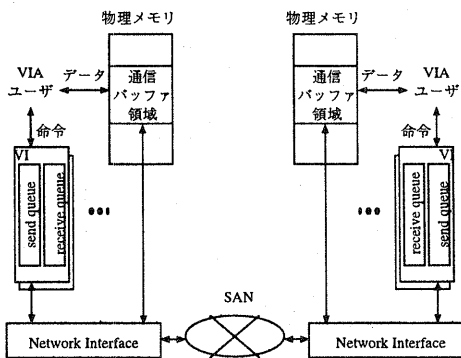 物理メモリ
物理メモリ
VIA
ユーザ
データ
通信
バッファ
領域
通信
バッファ
領域
データ
VIA
ユーザ
命令
命令
VI
send queue
receive queue
•••
•••
VI
receive queue
send queue
SAN
Network Interface
Network Interface